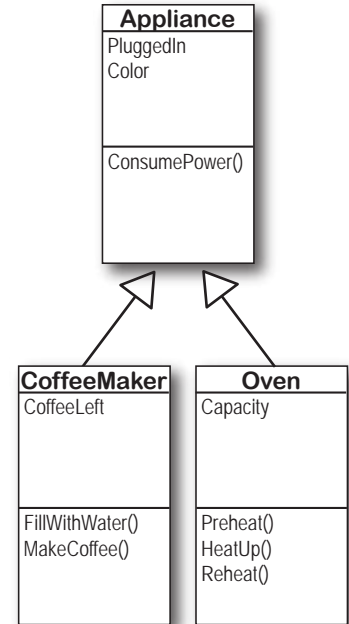 Appliance
PluggedIn
Color
ConsumePower()
CoffeeMaker
CoffeeLeft
FillWithWater()
MakeCoffee()
Oven
Capacity
Preheat()
HeatUp()
Reheat()